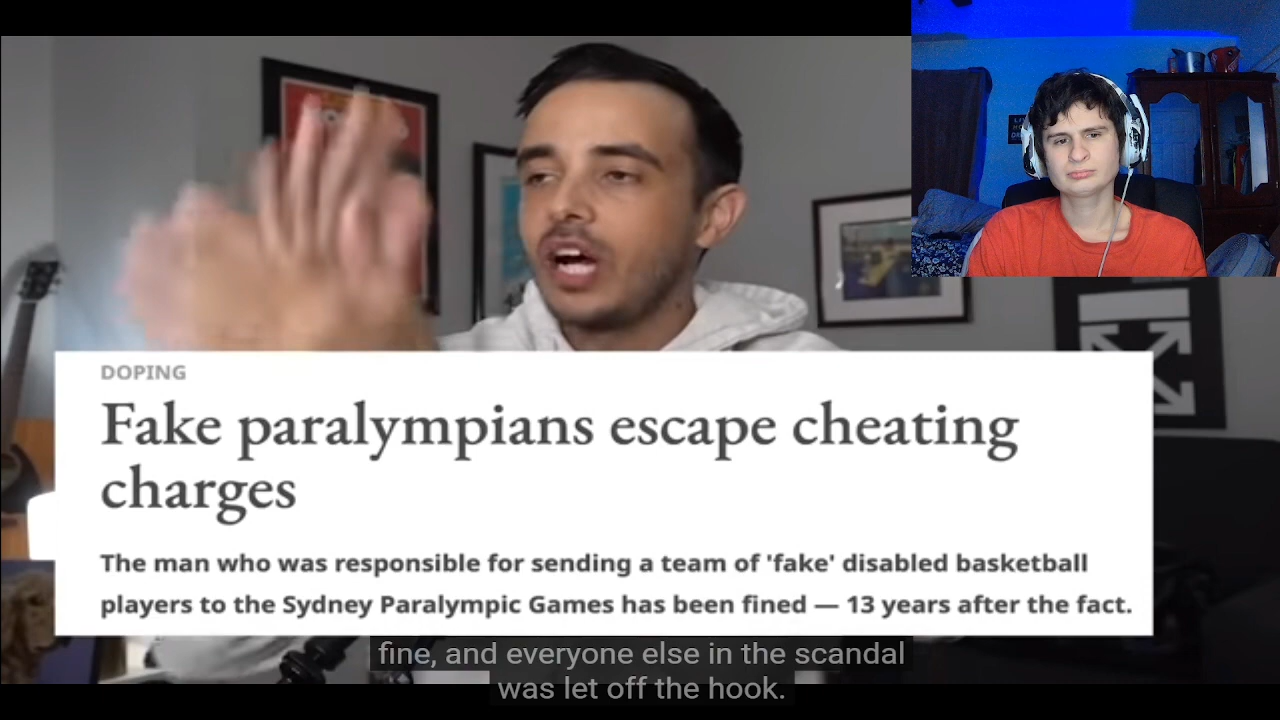 DOPING
Fake paralympians escape cheating
charges
The man who was responsible for sending a team of 'fake' disabled basketball
players to the Sydney Paralympic Games has been fined — 13 years after the fact.
fine, and everyone else in the scandal
was let off the hook.